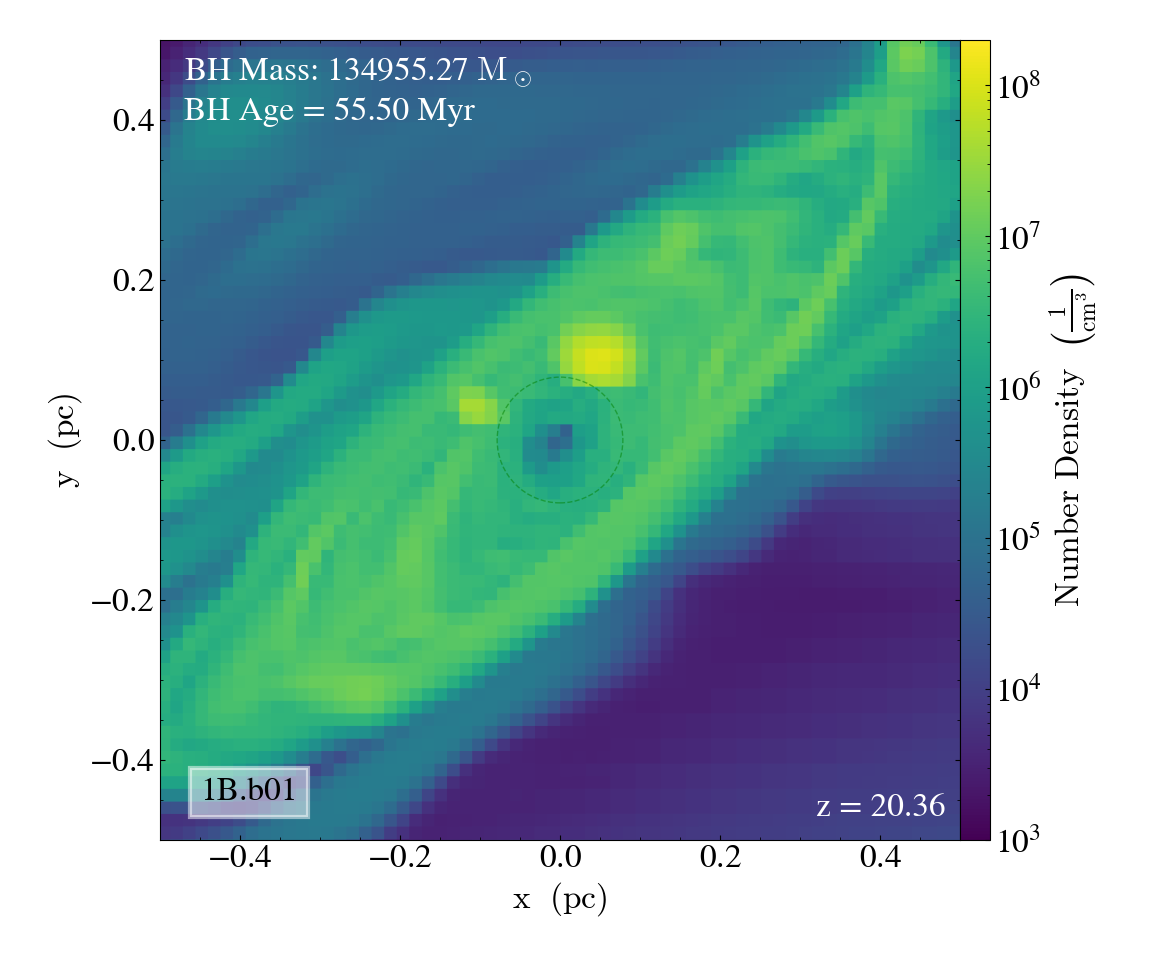 BH Mass: 134955.27 M⊙
BH Age = 55.50 Myr
1B.b01
z = 20.36
0.4
0.2
0.0
−0.2
−0.4
y (pc)
−0.4 −0.2 0.0 0.2 0.4
x (pc)
10⁸
10⁷
10⁶
10⁵
10⁴
10³
Number Density (1/cm³)